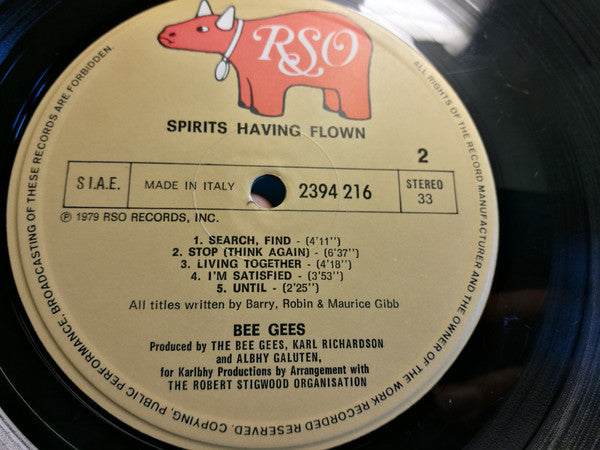 RSO
SPIRITS HAVING FLOWN
2
S I.A.E.
MADE IN ITALY
2394 216
STEREO
33
℗ 1979 RSO RECORDS, INC.
1. SEARCH, FIND - (4'11'')
2. STOP (THINK AGAIN) - (6'37'')
3. LIVING TOGETHER - (4'18'')
4. I'M SATISFIED - (3'53'')
5. UNTIL - (2'25'')
All titles written by Barry, Robin & Maurice Gibb
BEE GEES
Produced by THE BEE GEES, KARL RICHARDSON
and ALBHY GALUTEN,
for Karlbhy Productions by Arrangement with
THE ROBERT STIGWOOD ORGANISATION
ALL RIGHTS OF THE RECORD MANUFACTURER AND THE OWNER OF THE WORK RECORDED RESERVED. COPYING, PUBLIC PERFORMANCE, BROADCASTING OF THESE RECORDS ARE FORBIDDEN.